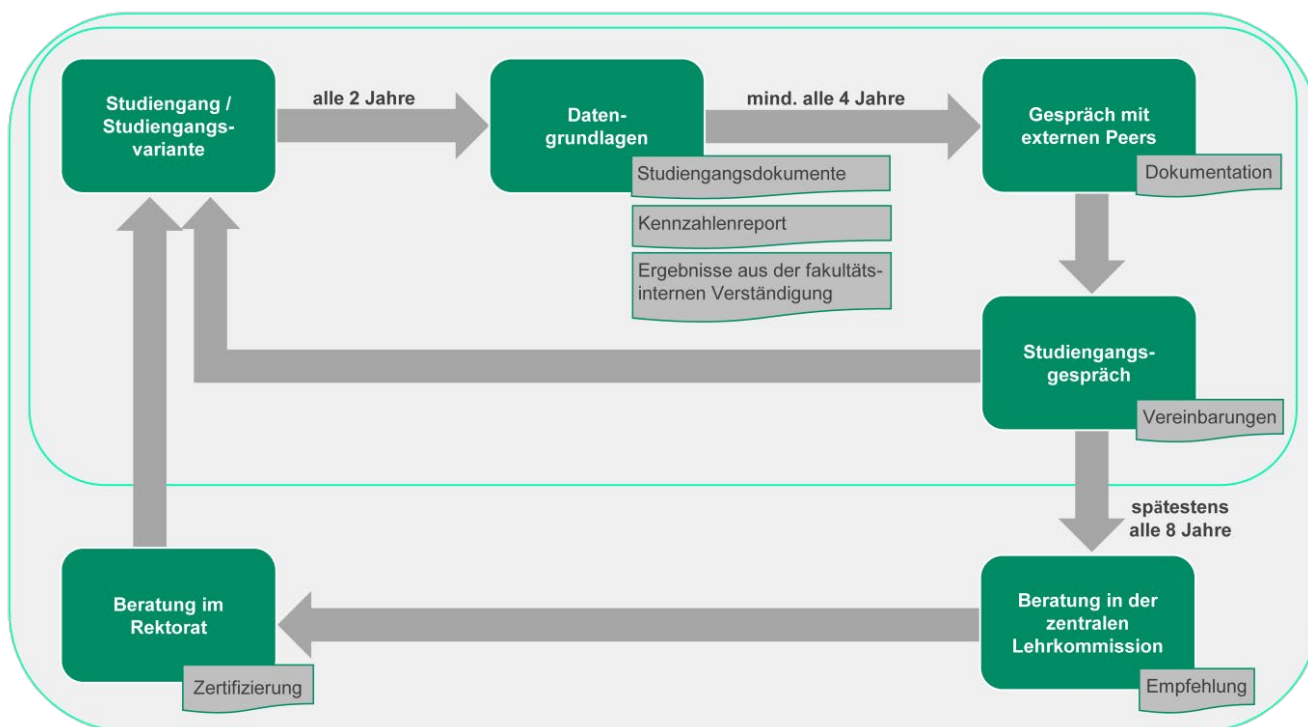 Studiengang /
Studiengangs-
variante
alle 2 Jahre
Daten-
grundlagen
Studiengangsdokumente
Kennzahlenreport
Ergebnisse aus der fakultäts-
internen Verständigung
mind. alle 4 Jahre
Gespräch mit
externen Peers
Dokumentation
Studiengangs-
gespräch
Vereinbarungen
spätestens
alle 8 Jahre
Beratung in der
zentralen
Lehrkommission
Empfehlung
Beratung im
Rektorat
Zertifizierung